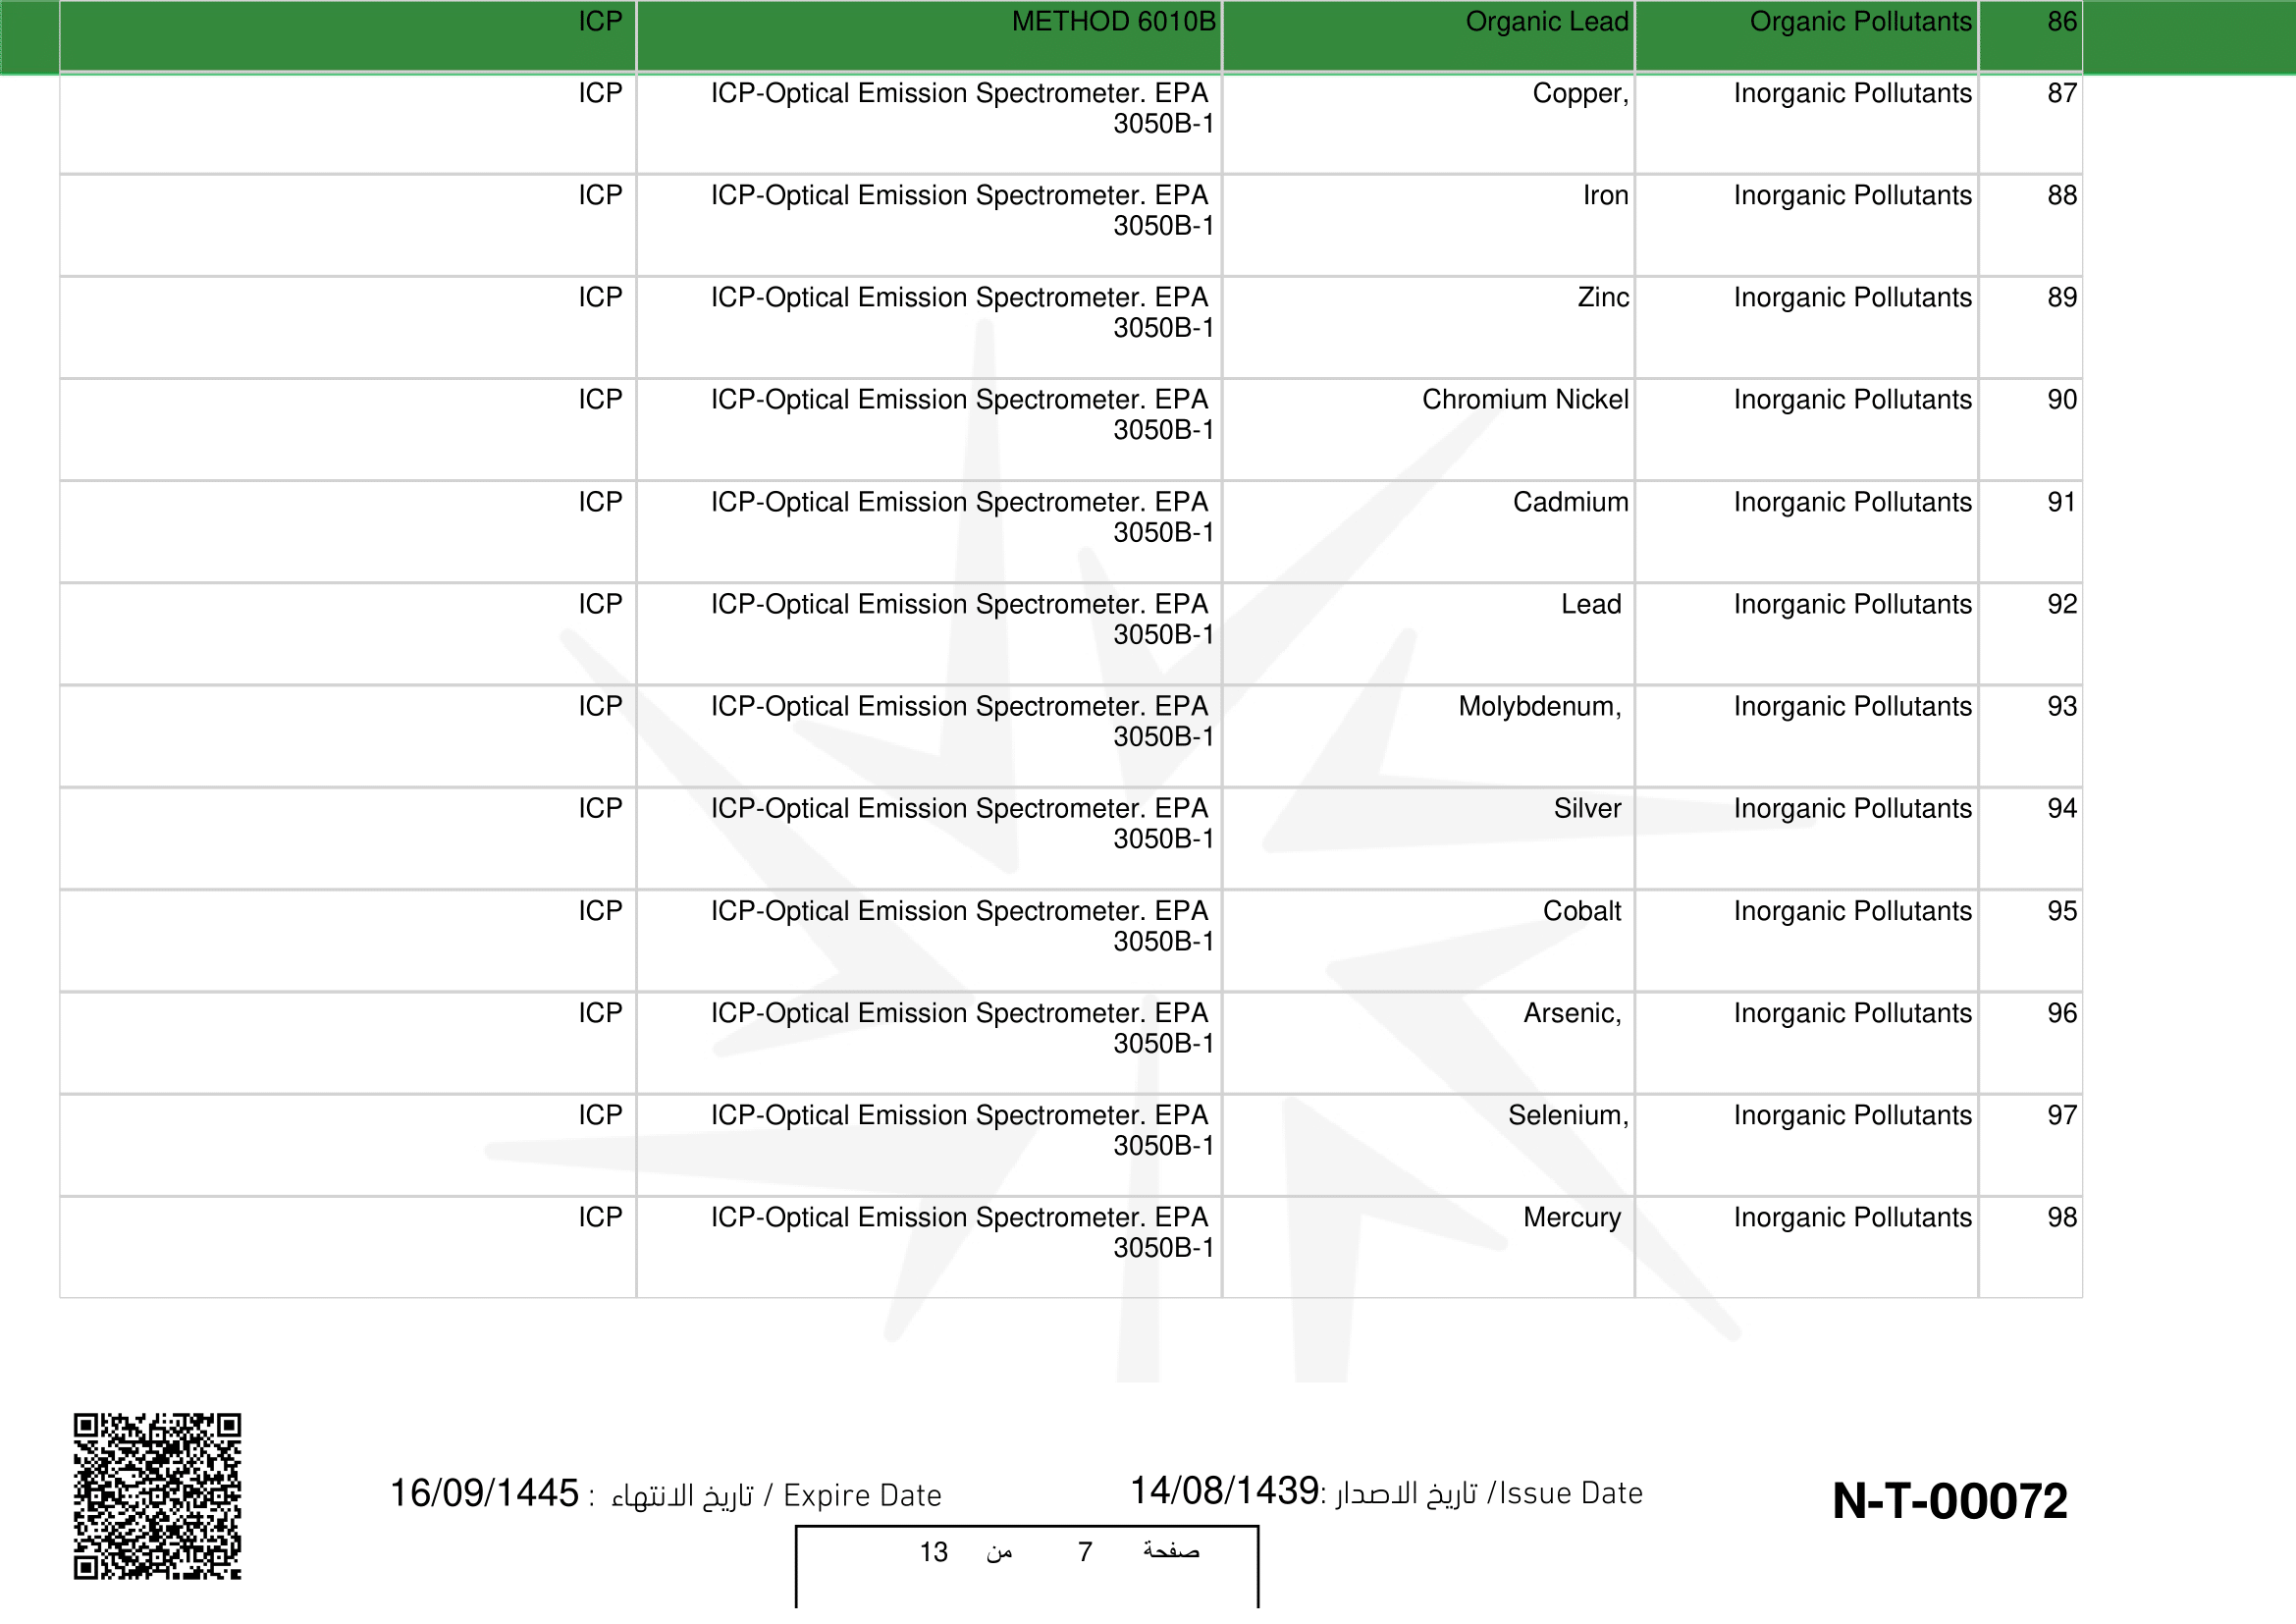 86 Organic Pollutants Organic Lead METHOD 6010B ICP
87 Inorganic Pollutants Copper, ICP-Optical Emission Spectrometer. EPA ICP
3050B-1
88 Inorganic Pollutants Iron ICP-Optical Emission Spectrometer. EPA ICP
3050B-1
89 Inorganic Pollutants Zinc ICP-Optical Emission Spectrometer. EPA ICP
3050B-1
90 Inorganic Pollutants Chromium Nickel ICP-Optical Emission Spectrometer. EPA ICP
3050B-1
91 Inorganic Pollutants Cadmium ICP-Optical Emission Spectrometer. EPA ICP
3050B-1
92 Inorganic Pollutants Lead ICP-Optical Emission Spectrometer. EPA ICP
3050B-1
93 Inorganic Pollutants Molybdenum, ICP-Optical Emission Spectrometer. EPA ICP
3050B-1
94 Inorganic Pollutants Silver ICP-Optical Emission Spectrometer. EPA ICP
3050B-1
95 Inorganic Pollutants Cobalt ICP-Optical Emission Spectrometer. EPA ICP
3050B-1
96 Inorganic Pollutants Arsenic, ICP-Optical Emission Spectrometer. EPA ICP
3050B-1
97 Inorganic Pollutants Selenium, ICP-Optical Emission Spectrometer. EPA ICP
3050B-1
98 Inorganic Pollutants Mercury ICP-Optical Emission Spectrometer. EPA ICP
3050B-1
N-T-00072
Issue Date/ تاريخ الاصدار :14/08/1439
Expire Date / تاريخ الانتهاء : 16/09/1445
صفحة 7 من 13